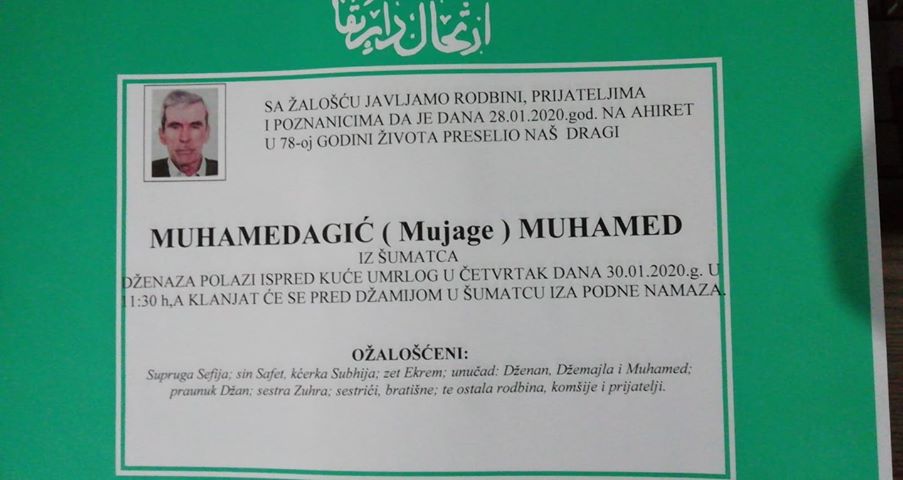 ارتحال دار بقا
SA ŽALOŠĆU JAVLJAMO RODBINI, PRIJATELJIMA
I POZNANICIMA DA JE DANA 28.01.2020.god. NA AHIRET
U 78-oj GODINI ŽIVOTA PRESELIO NAŠ DRAGI
MUHAMEDAGIĆ ( Mujage ) MUHAMED
IZ ŠUMATCA
DŽENAZA POLAZI ISPRED KUĆE UMRLOG U ČETVRTAK DANA 30.01.2020.g. U
11:30 h,A KLANJAT ĆE SE PRED DŽAMIJOM U ŠUMATCU IZA PODNE NAMAZA.
OŽALOŠĆENI:
Supruga Sefija; sin Safet, kćerka Subhija; zet Ekrem; unučad: Dženan, Džemajla i Muhamed;
praunuk Džan; sestra Zuhra; sestrići, bratišne; te ostala rodbina, komšije i prijatelji.